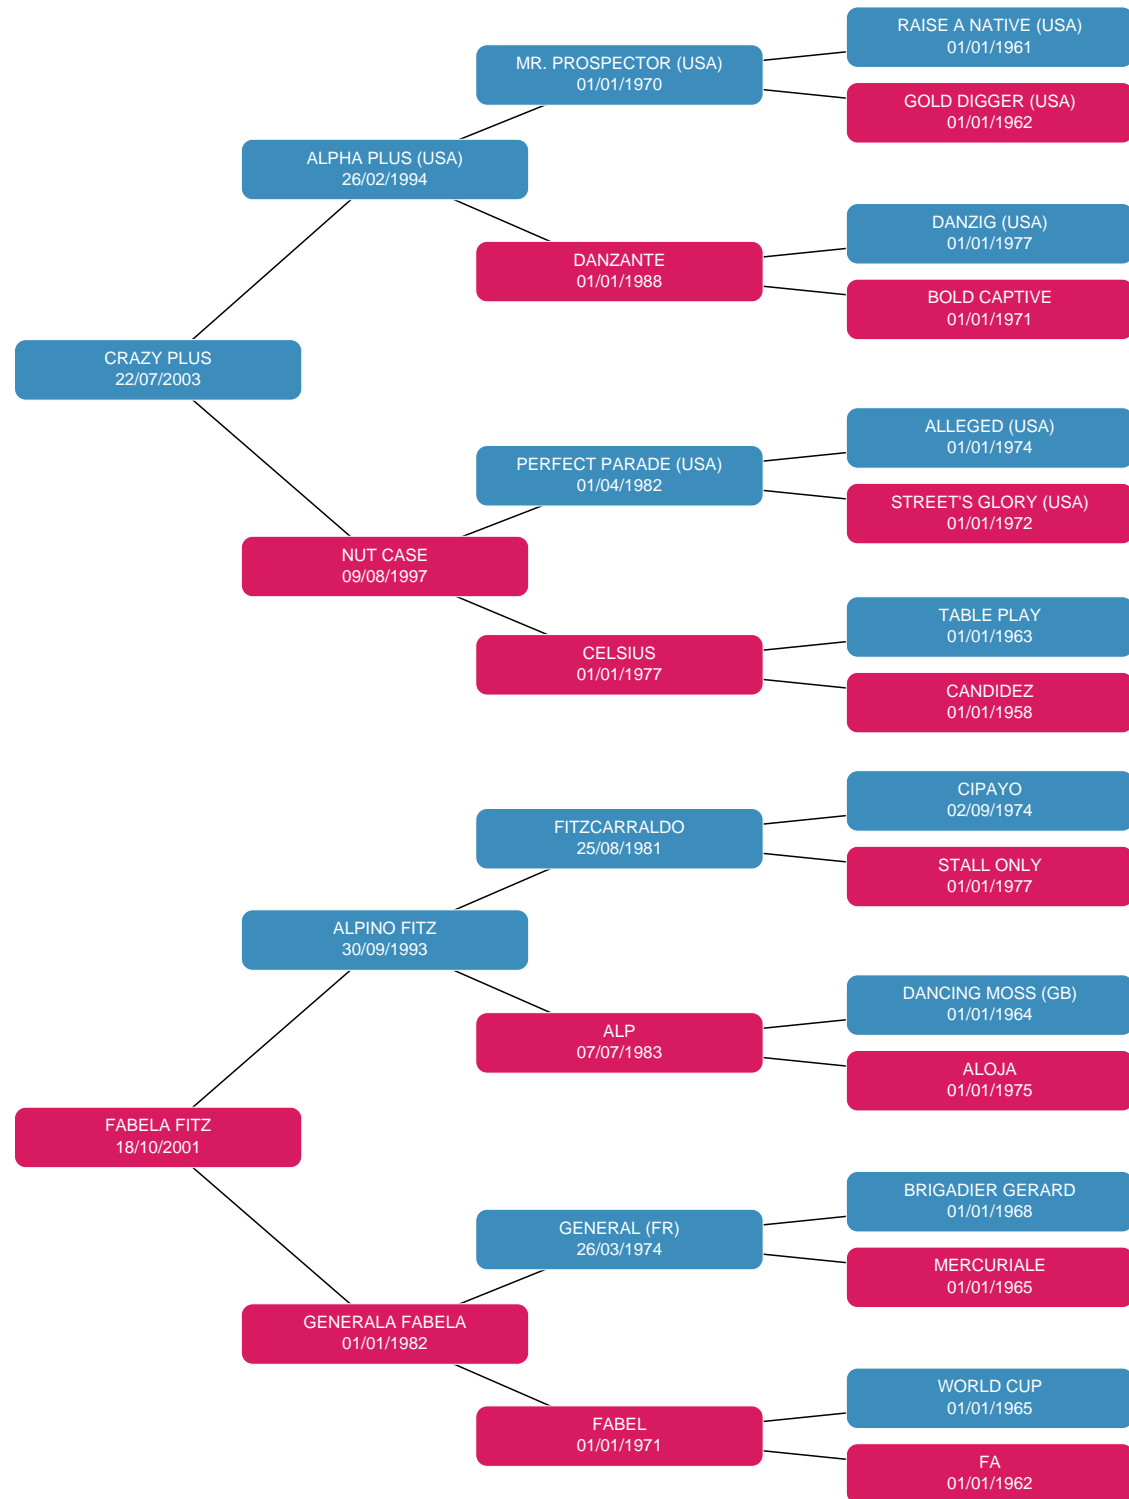 RAISE A NATIVE (USA)
01/01/1961
MR. PROSPECTOR (USA)
01/01/1970
GOLD DIGGER (USA)
01/01/1962
ALPHA PLUS (USA)
26/02/1994
DANZIG (USA)
01/01/1977
DANZANTE
01/01/1988
BOLD CAPTIVE
01/01/1971
CRAZY PLUS
22/07/2003
ALLEGED (USA)
01/01/1974
PERFECT PARADE (USA)
01/04/1982
STREET'S GLORY (USA)
01/01/1972
NUT CASE
09/08/1997
TABLE PLAY
01/01/1963
CELSIUS
01/01/1977
CANDIDEZ
01/01/1958
CIPAYO
02/09/1974
FITZCARRALDO
25/08/1981
STALL ONLY
01/01/1977
ALPINO FITZ
30/09/1993
DANCING MOSS (GB)
01/01/1964
ALP
07/07/1983
ALOJA
01/01/1975
FABELA FITZ
18/10/2001
BRIGADIER GERARD
01/01/1968
GENERAL (FR)
26/03/1974
MERCURIALE
01/01/1965
GENERALA FABELA
01/01/1982
WORLD CUP
01/01/1965
FABEL
01/01/1971
FA
01/01/1962